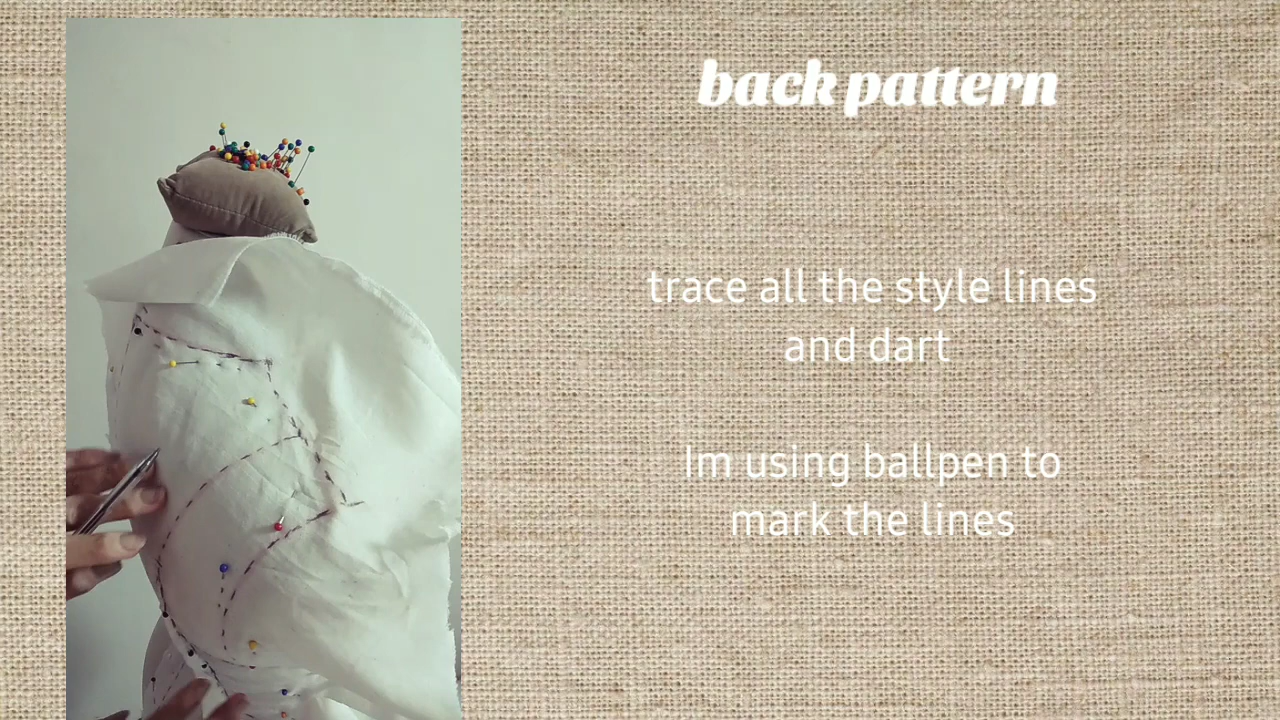 back pattern
trace all the style lines
and dart
Im using ballpen to
mark the lines